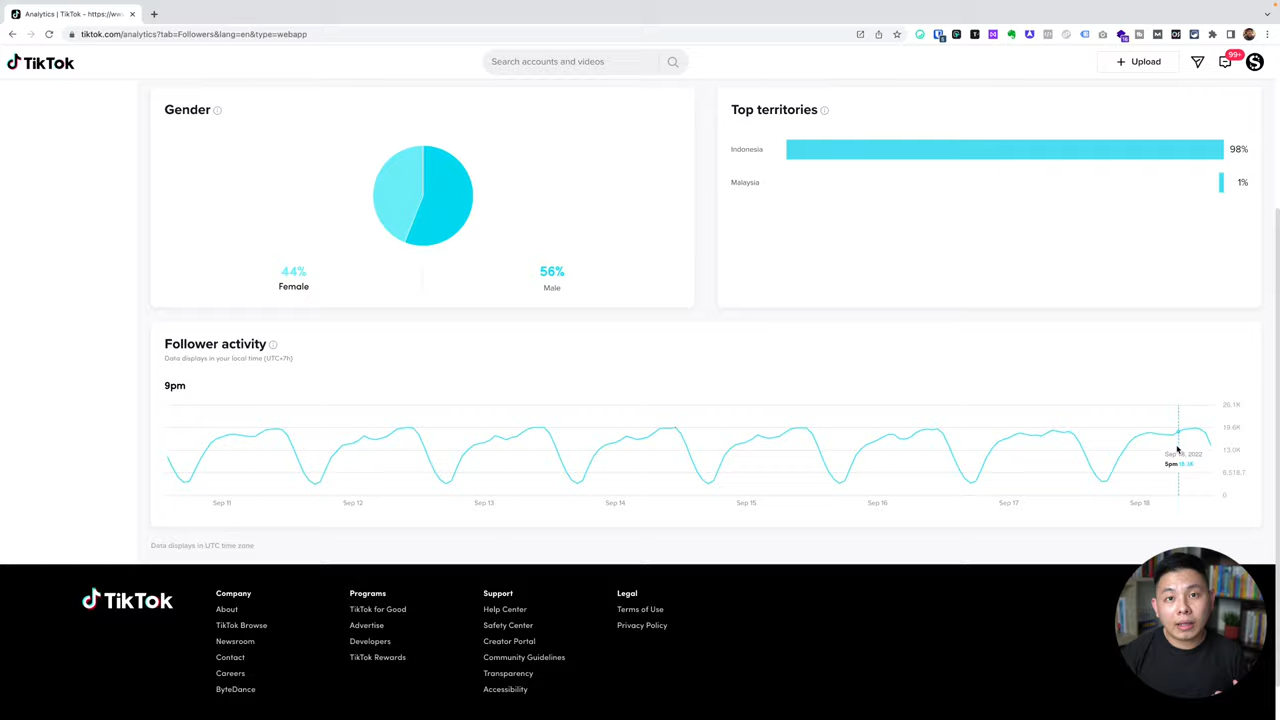 Analytics | TikTok - https://ww
tiktok.com/analytics?tab=Followers&lang=en&type=webapp
TikTok
Search accounts and videos
Upload
99+
Gender
44%
Female
56%
Male
Top territories
Indonesia 98%
Malaysia 1%
Follower activity
Data displays in your local time (UTC+7h)
9pm
26.1K
19.6K
13.0K
6,518.7
0
2022
5pm
Sep 11 Sep 12 Sep 13 Sep 14 Sep 15 Sep 16 Sep 17 Sep 18
Data displays in UTC time zone
TikTok
Company
About
TikTok Browse
Newsroom
Contact
Careers
ByteDance
Programs
TikTok for Good
Advertise
Developers
TikTok Rewards
Support
Help Center
Safety Center
Creator Portal
Community Guidelines
Transparency
Accessibility
Legal
Terms of Use
Privacy Policy